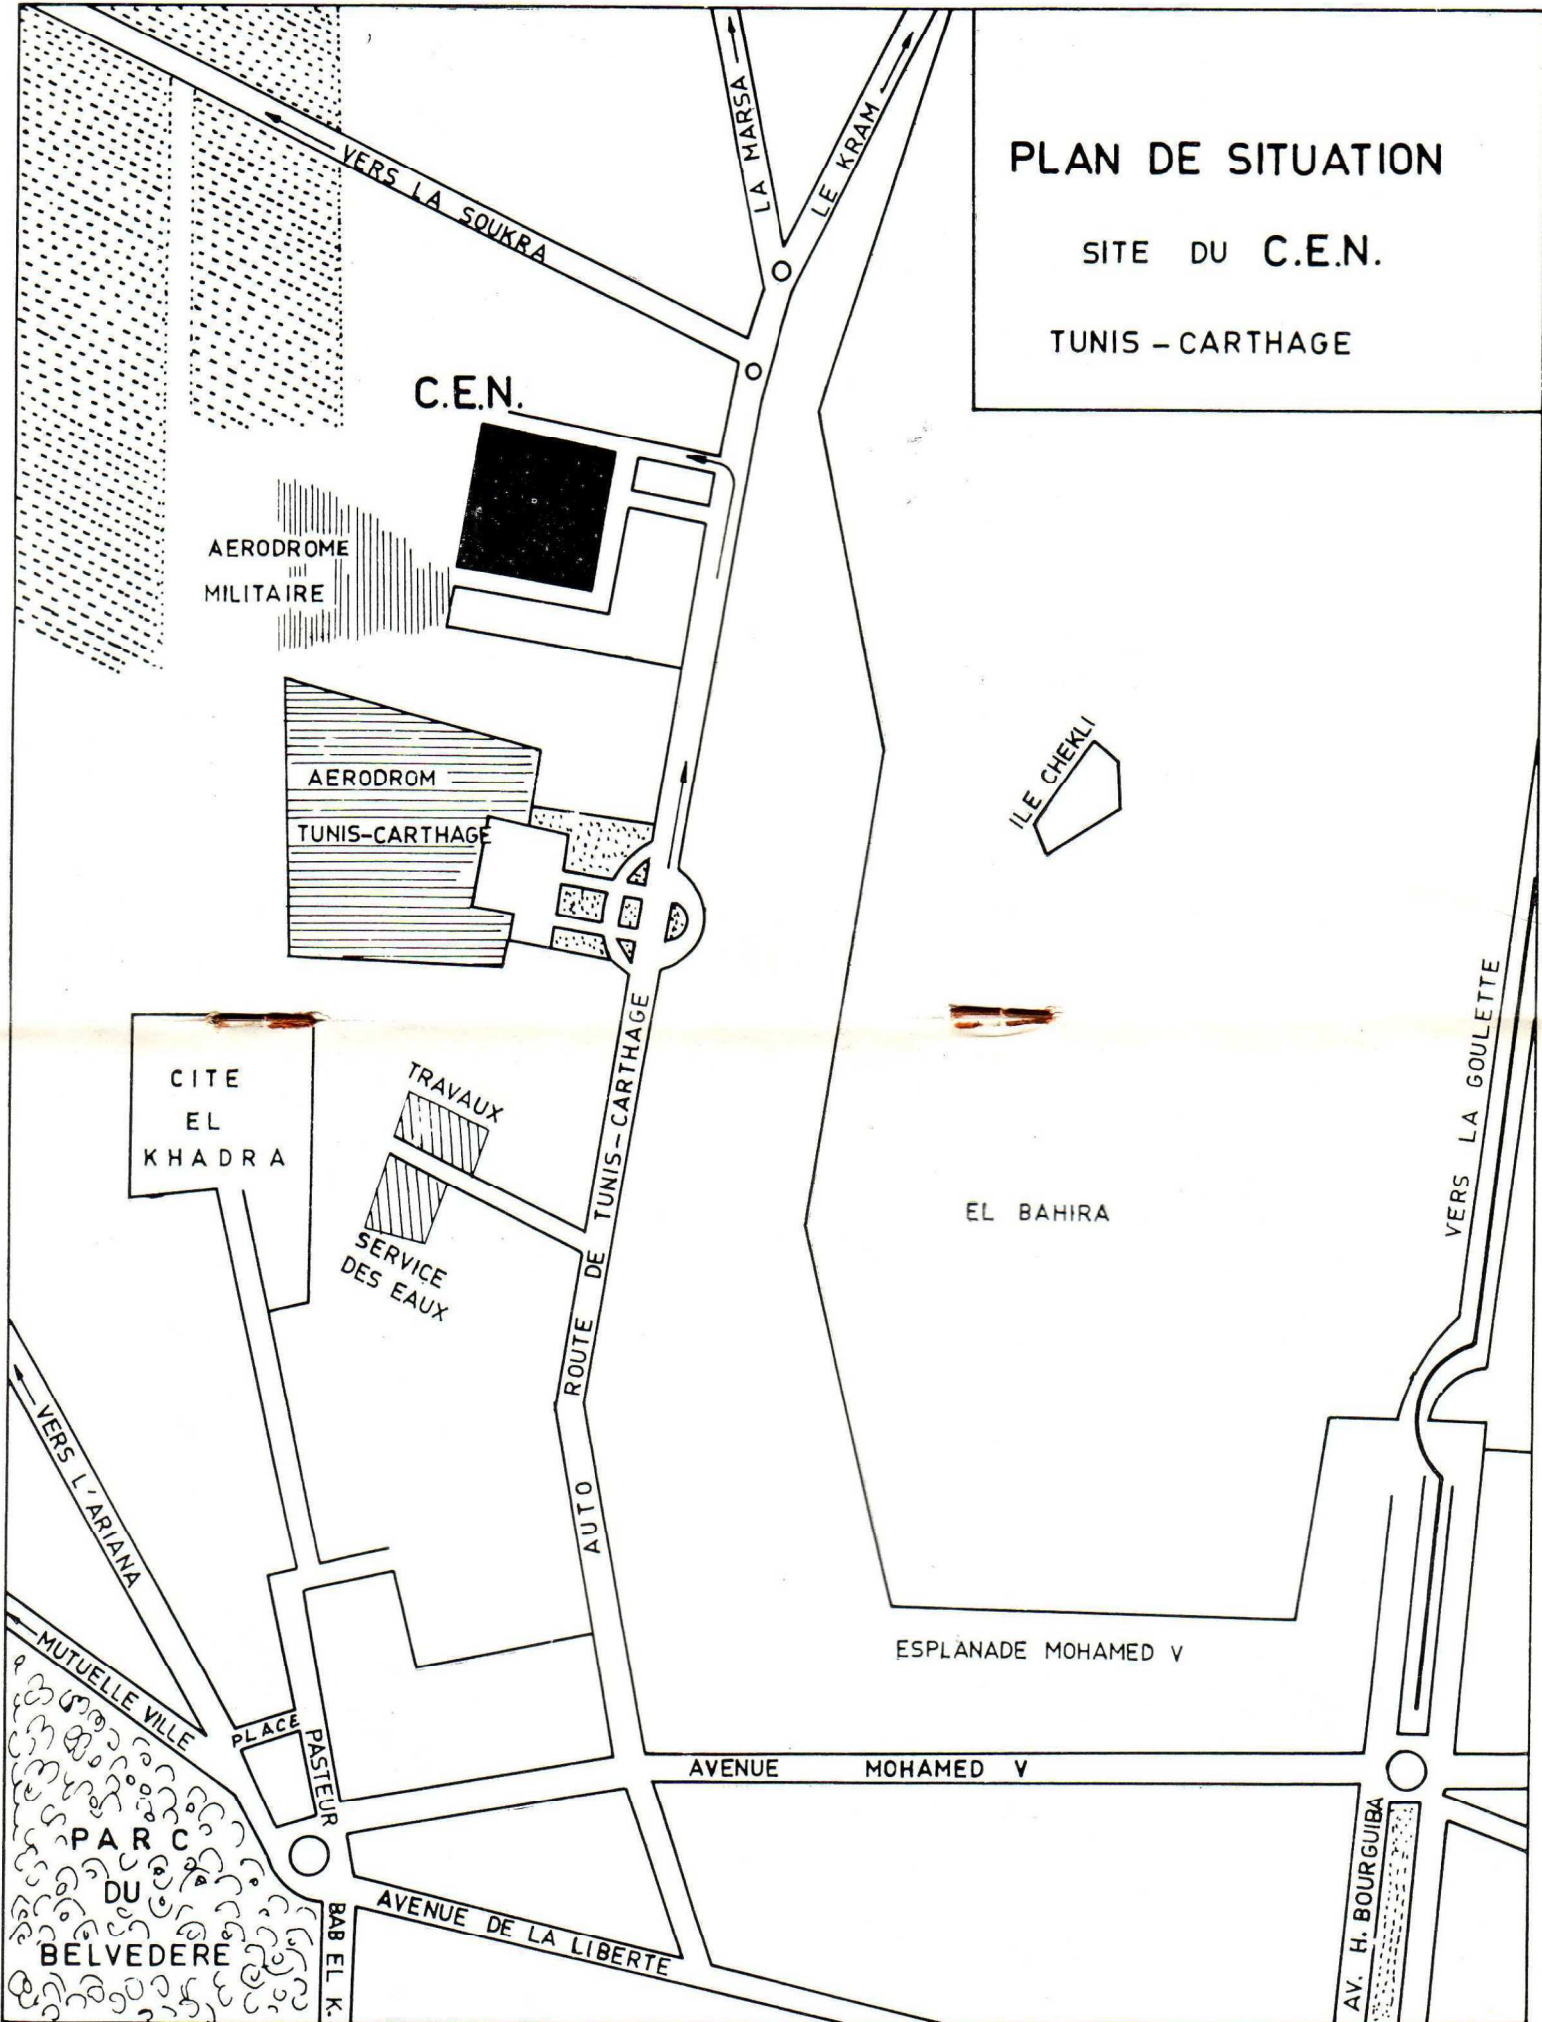 PLAN DE SITUATION
SITE DU C.E.N.
TUNIS – CARTHAGE
LA MARSA
LE KRAM
VERS LA SOUKRA
C.E.N.
AERODROME
MILITAIRE
AERODROM
TUNIS–CARTHAGE
ILE CHEKLI
CITE
EL
KHADRA
TRAVAUX
SERVICE
DES EAUX
AUTO ROUTE DE TUNIS–CARTHAGE
EL BAHIRA
VERS LA GOULETTE
VERS L'ARIANA
MUTUELLE VILLE
PLACE
PASTEUR
ESPLANADE MOHAMED V
AVENUE MOHAMED V
PARC
DU
BELVEDERE
BAB EL K.
AVENUE DE LA LIBERTE
AV. H. BOURGUIBA